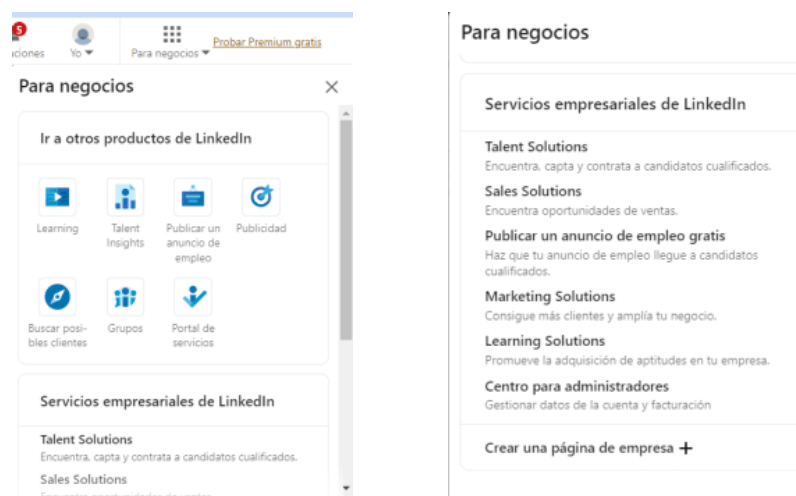 5
ciones
Yo
Para negocios
Probar Premium gratis
Para negocios
Ir a otros productos de LinkedIn
Learning
Talent
Insights
Publicar un
anuncio de
empleo
Publicidad
Buscar posi-
bles clientes
Grupos
Portal de
servicios
Servicios empresariales de LinkedIn
Talent Solutions
Encuentra, capta y contrata a candidatos cualificados.
Sales Solutions
Para negocios
Servicios empresariales de LinkedIn
Talent Solutions
Encuentra, capta y contrata a candidatos cualificados.
Sales Solutions
Encuentra oportunidades de ventas.
Publicar un anuncio de empleo gratis
Haz que tu anuncio de empleo llegue a candidatos
cualificados.
Marketing Solutions
Consigue más clientes y amplía tu negocio.
Learning Solutions
Promueve la adquisición de aptitudes en tu empresa.
Centro para administradores
Gestionar datos de la cuenta y facturación
Crear una página de empresa +